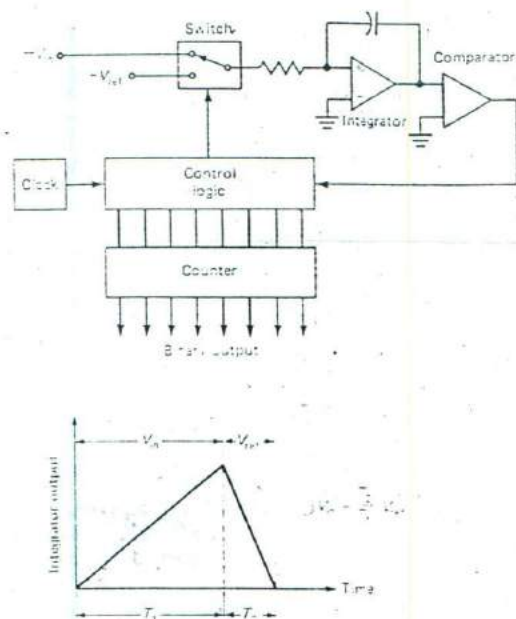 Switch
Comparator
−V_ref
Integrator
Clock
Control
logic
Counter
Binary output
V_in V_ref
Integrator output
Time